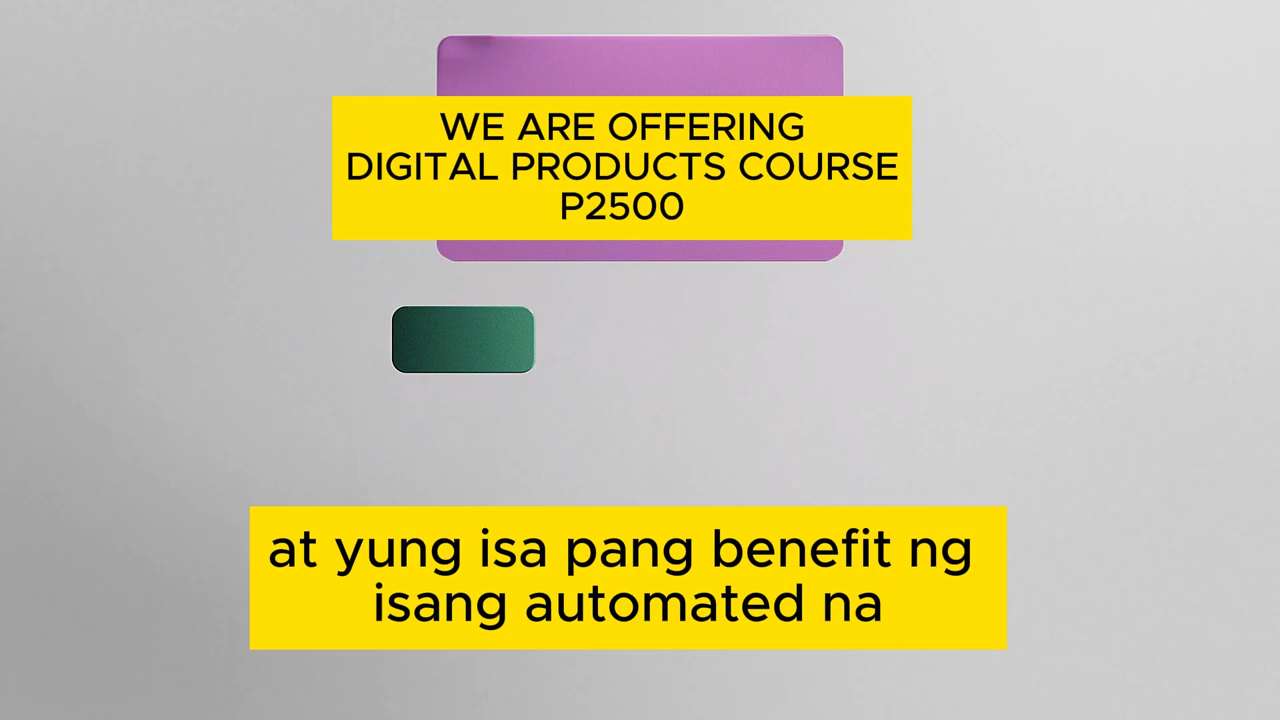 WE ARE OFFERING
DIGITAL PRODUCTS COURSE
P2500
at yung isa pang benefit ng
isang automated na